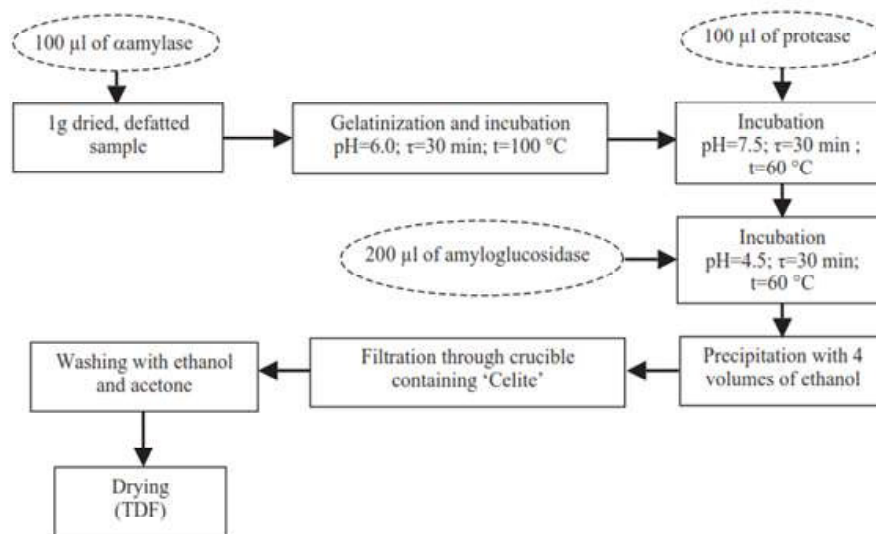 100 µl of αamylase
100 µl of protease
1g dried, defatted
sample
Gelatinization and incubation
pH=6.0; τ=30 min; t=100 °C
Incubation
pH=7.5; τ=30 min ;
t=60 °C
200 µl of amyloglucosidase
Incubation
pH=4.5; τ=30 min;
t=60 °C
Precipitation with 4
volumes of ethanol
Filtration through crucible
containing ‘Celite’
Washing with ethanol
and acetone
Drying
(TDF)